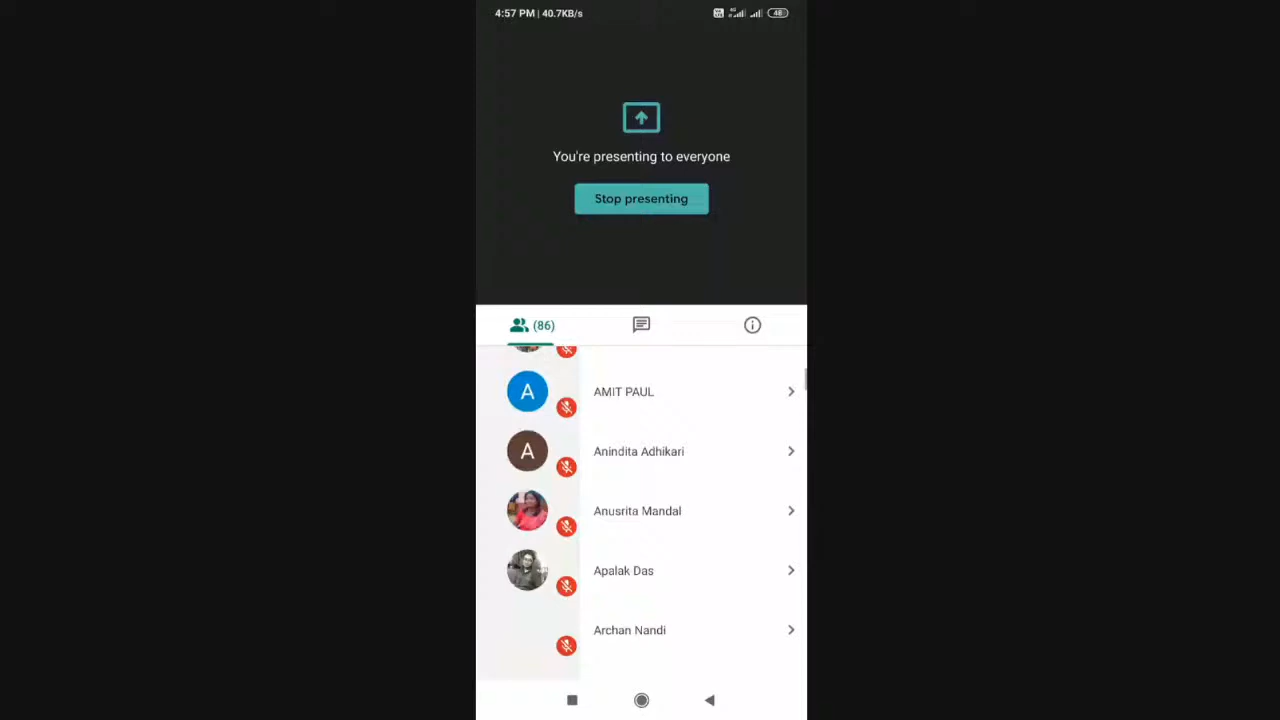 4:57 PM | 40.7KB/s
48
You're presenting to everyone
Stop presenting
(86)
A
AMIT PAUL
A
Anindita Adhikari
Anusrita Mandal
Apalak Das
Archan Nandi